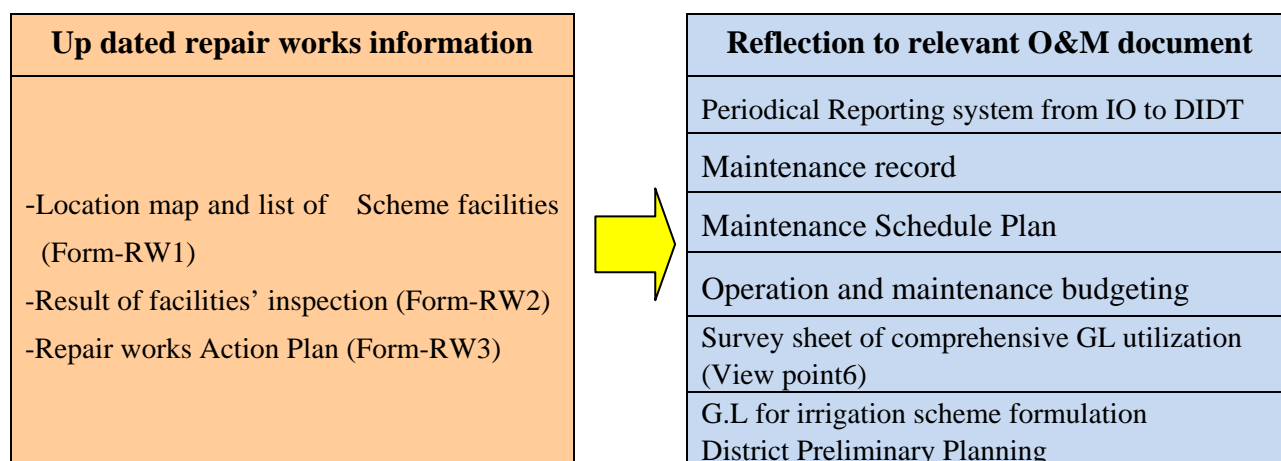 Up dated repair works information
-Location map and list of Scheme facilities
(Form-RW1)
-Result of facilities’ inspection (Form-RW2)
-Repair works Action Plan (Form-RW3)
Reflection to relevant O&M document
Periodical Reporting system from IO to DIDT
Maintenance record
Maintenance Schedule Plan
Operation and maintenance budgeting
Survey sheet of comprehensive GL utilization
(View point6)
G.L for irrigation scheme formulation
District Preliminary Planning